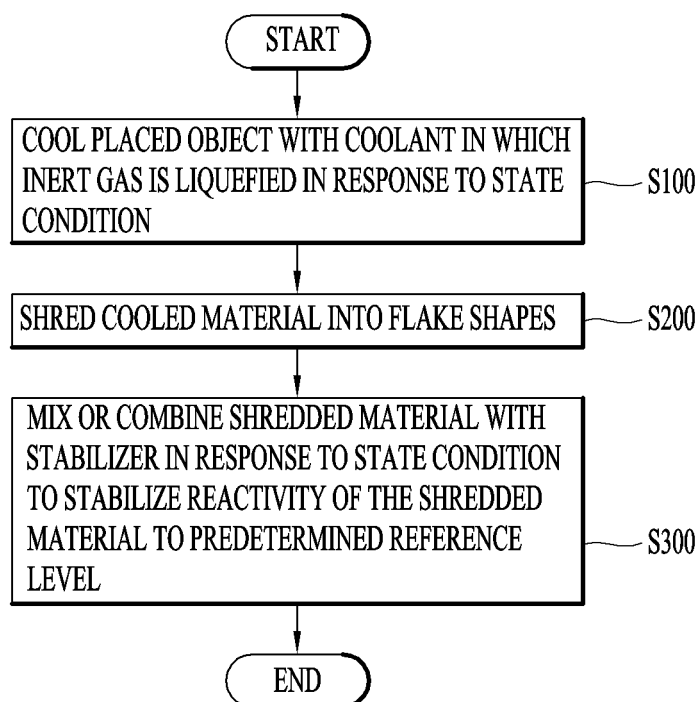 START
COOL PLACED OBJECT WITH COOLANT IN WHICH
INERT GAS IS LIQUEFIED IN RESPONSE TO STATE
CONDITION
S100
SHRED COOLED MATERIAL INTO FLAKE SHAPES
S200
MIX OR COMBINE SHREDDED MATERIAL WITH
STABILIZER IN RESPONSE TO STATE CONDITION
TO STABILIZE REACTIVITY OF THE SHREDDED
MATERIAL TO PREDETERMINED REFERENCE
LEVEL
S300
END